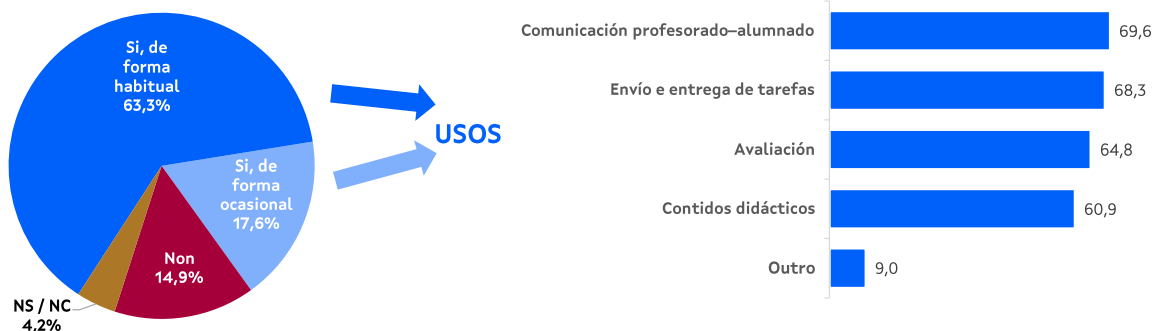 Si, de
forma
habitual
63,3%
Si, de
forma
ocasional
17,6%
Non
14,9%
NS / NC
4,2%
USOS
Comunicación profesorado–alumnado
69,6
Envío e entrega de tarefas
68,3
Avaliación
64,8
Contidos didácticos
60,9
Outro
9,0